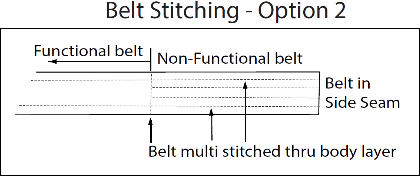 Belt Stitching - Option 2
Functional belt
Non-Functional belt
Belt in
Side Seam
Belt multi stitched thru body layer